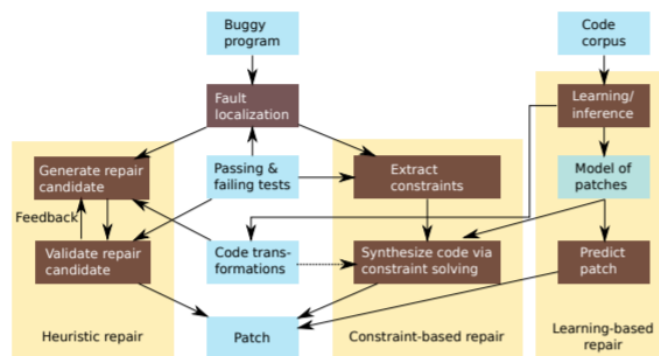 Buggy
program
Code
corpus
Fault
localization
Learning/
inference
Generate repair
candidate
Passing &
failing tests
Extract
constraints
Model of
patches
Feedback
Validate repair
candidate
Code trans-
formations
Synthesize code via
constraint solving
Predict
patch
Heuristic repair
Patch
Constraint-based repair
Learning-based
repair